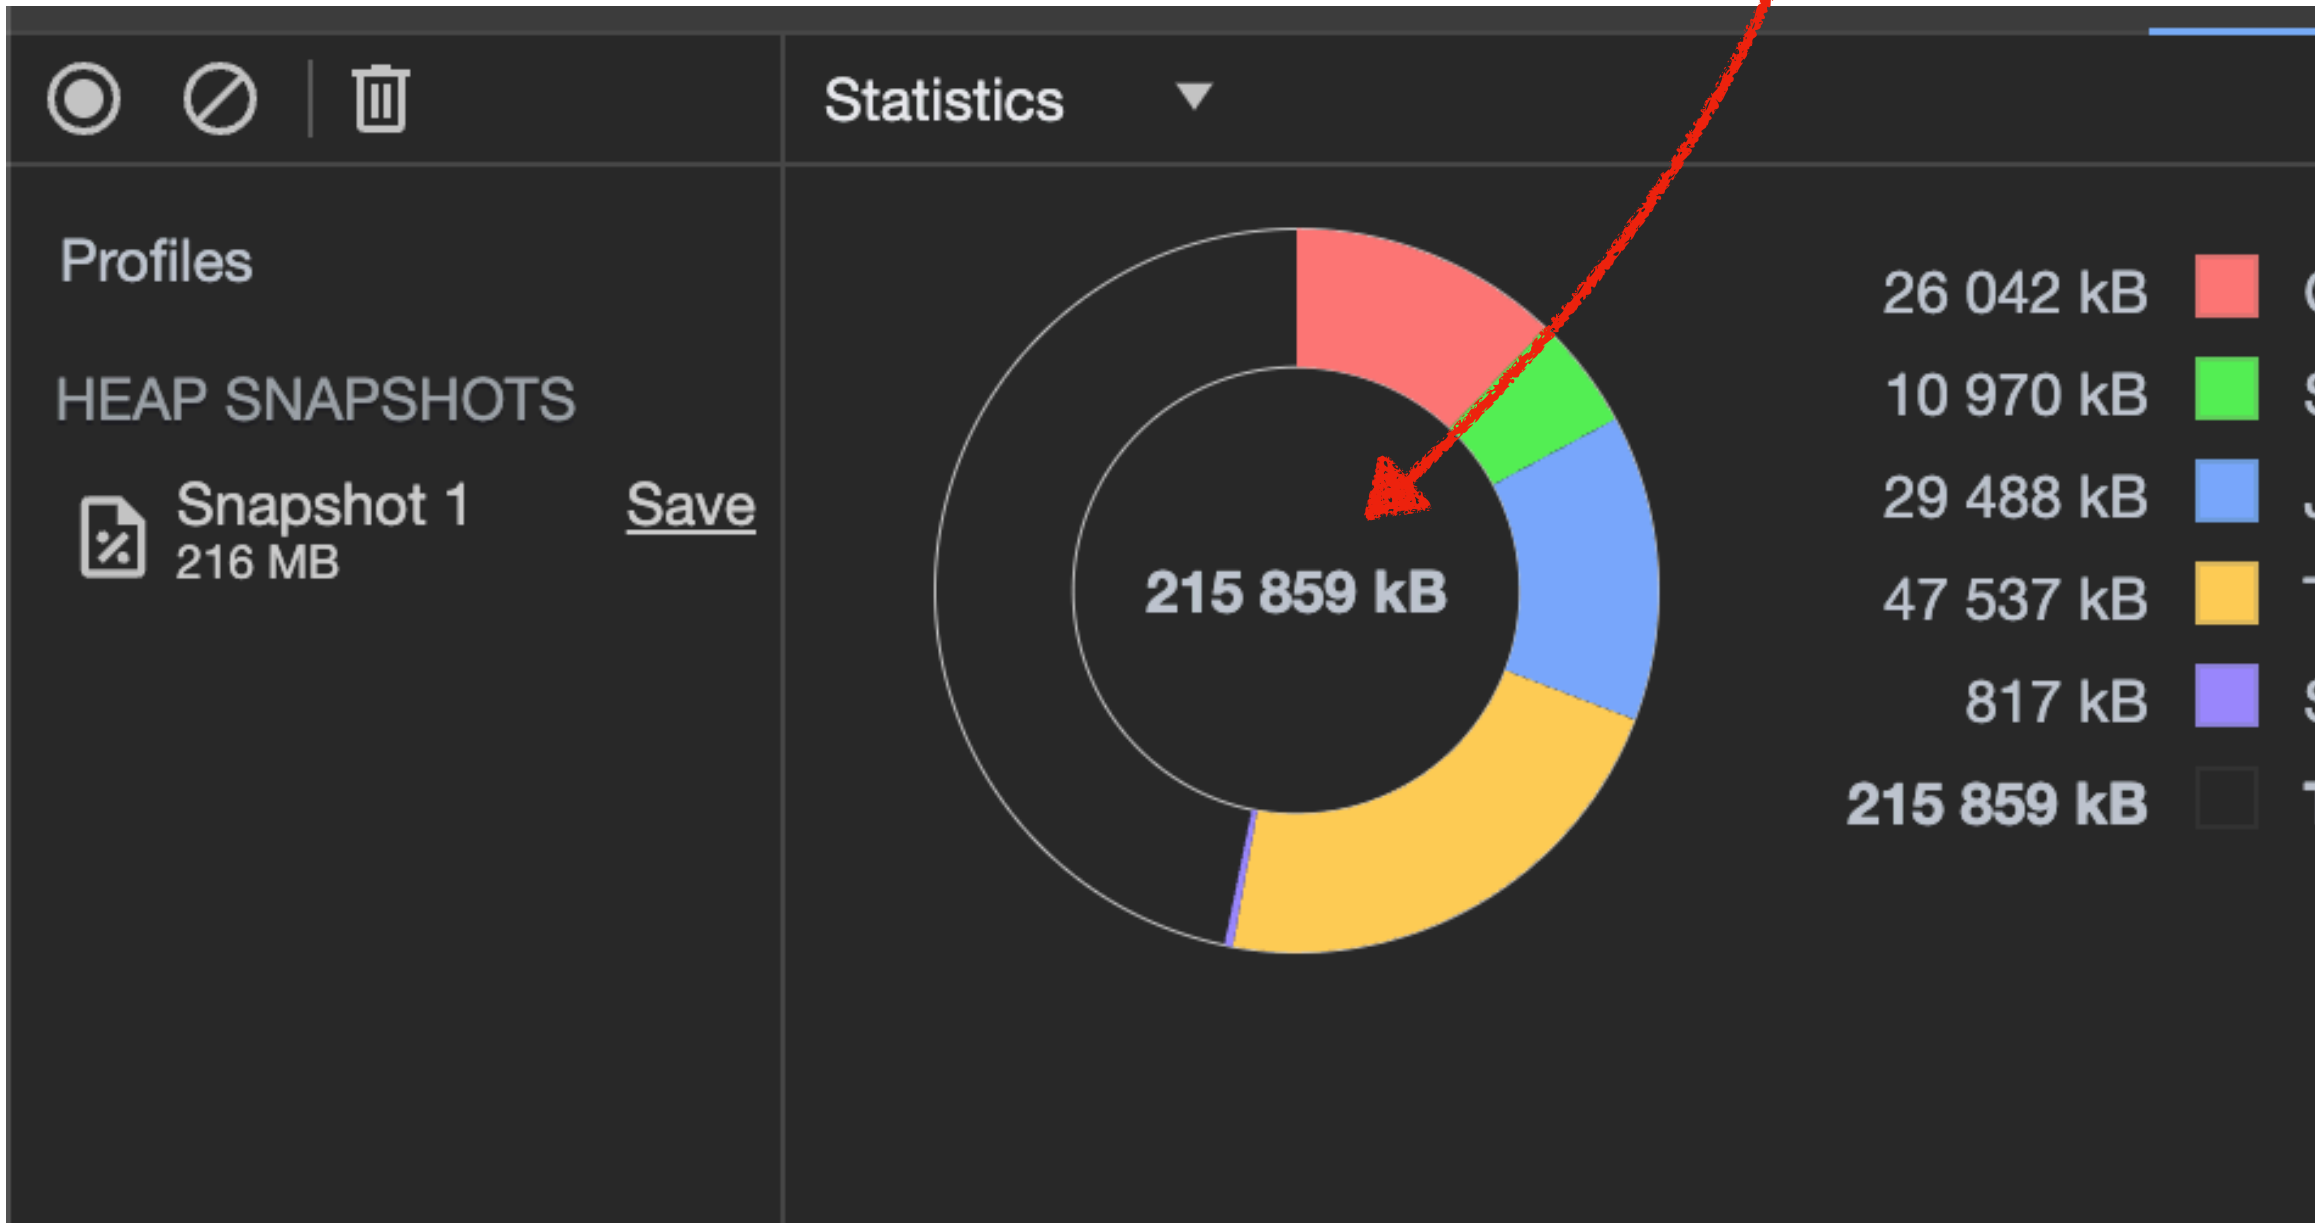 Statistics
Profiles
HEAP SNAPSHOTS
Snapshot 1
Save
216 MB
215 859 kB
26 042 kB
10 970 kB
29 488 kB
47 537 kB
817 kB
215 859 kB